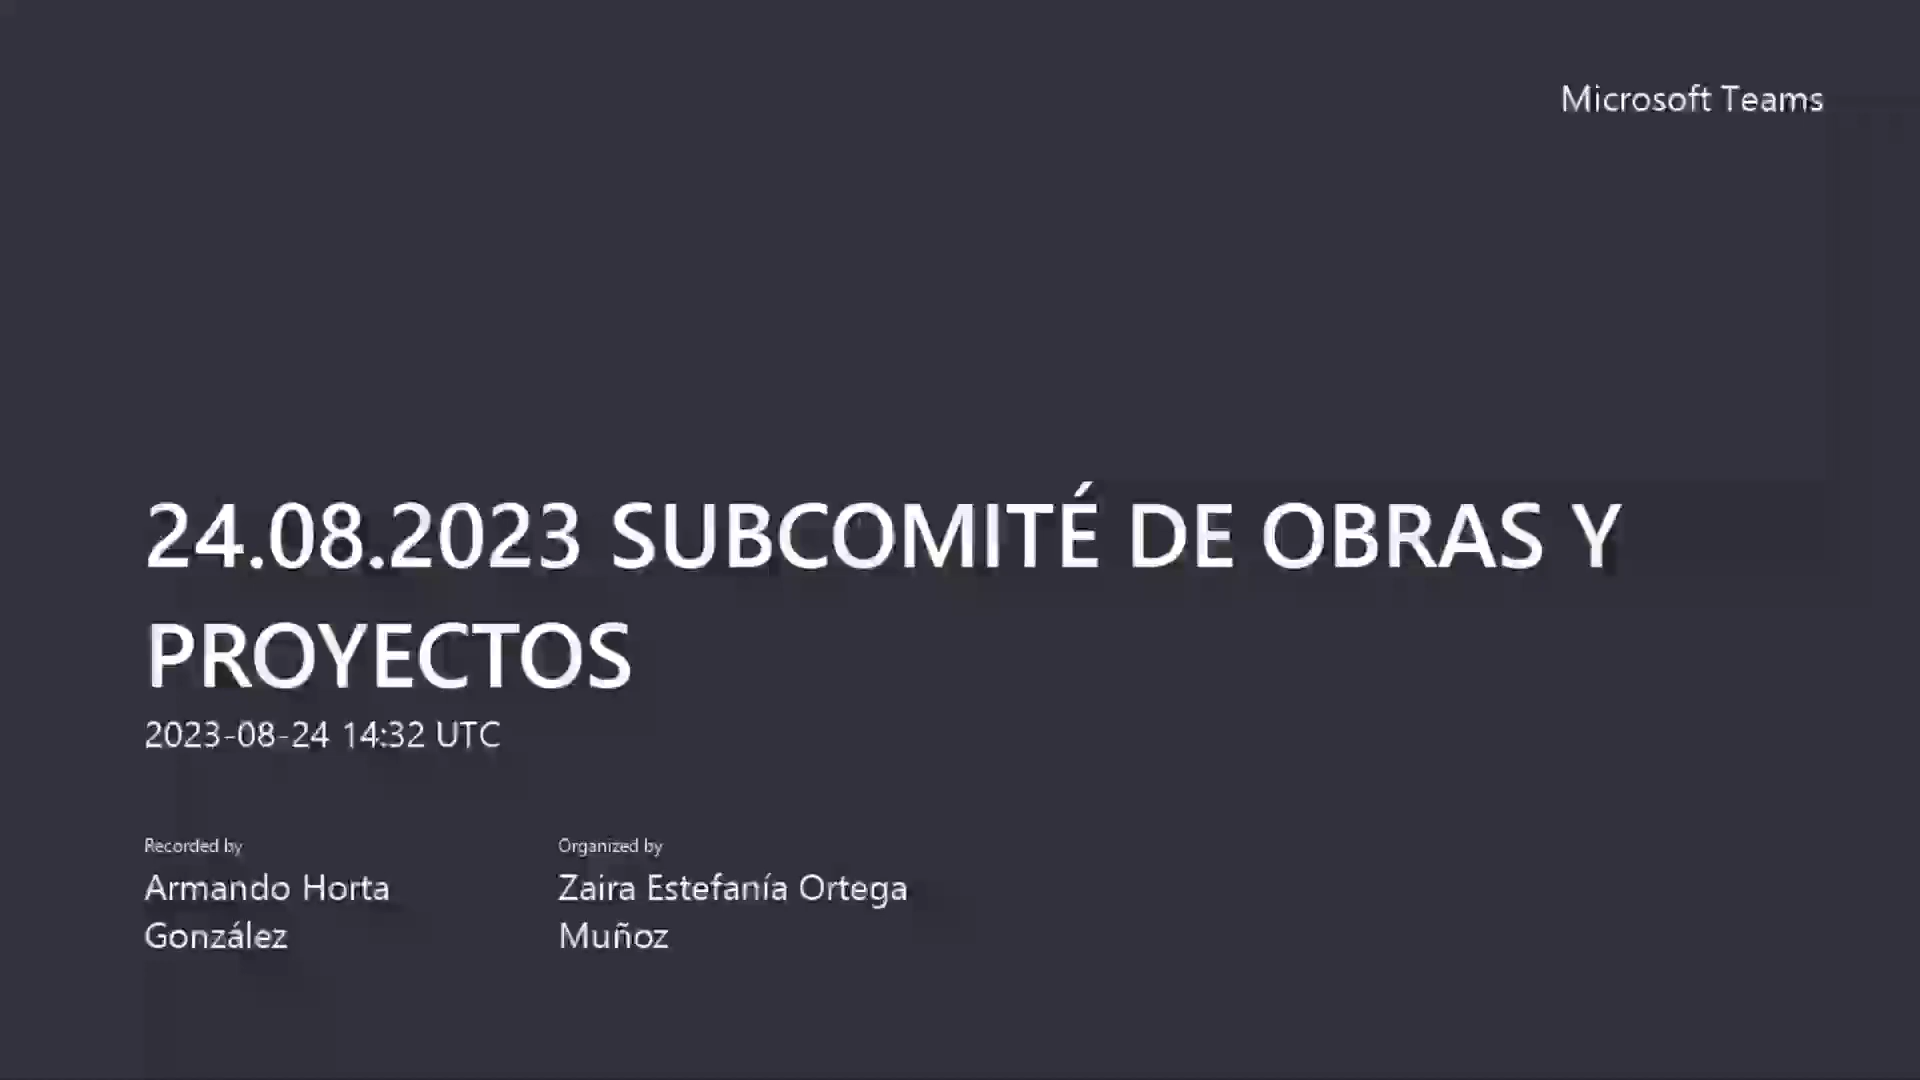 Microsoft Teams
24.08.2023 SUBCOMITÉ DE OBRAS Y
PROYECTOS
2023-08-24 14:32 UTC
Recorded by
Armando Horta
González
Organized by
Zaira Estefanía Ortega
Muñoz